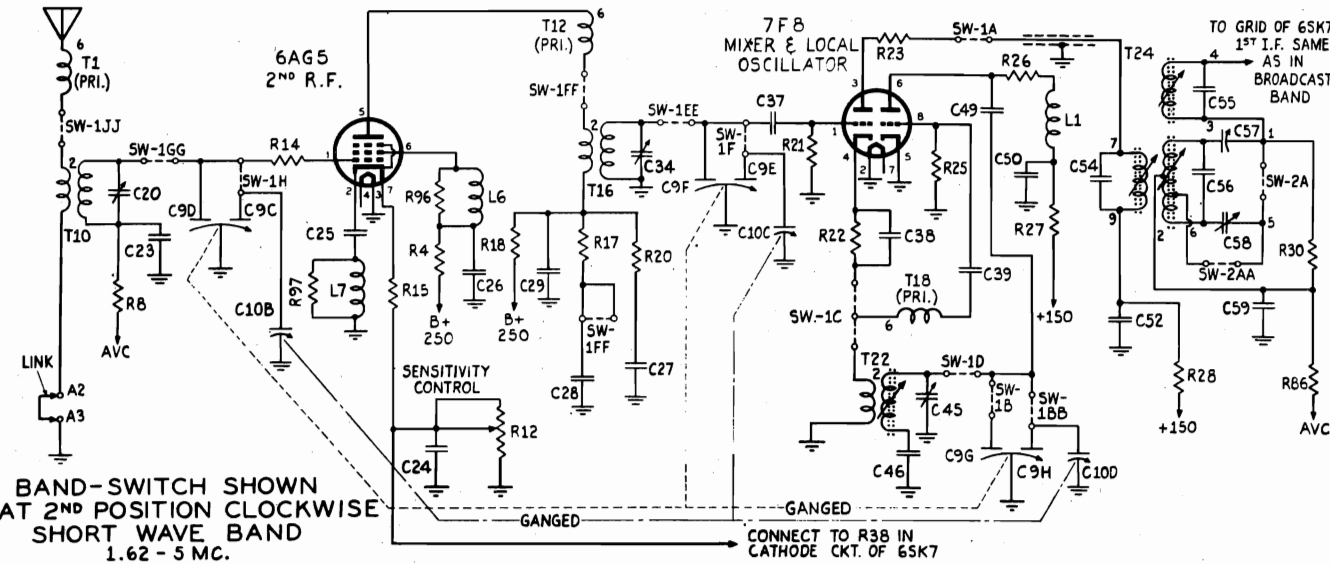 6
T1
(PRI.)
SW-1JJ
2
T10
SW-1GG
C20
C23
R8
AVC
LINK
A2
A3
C9D
C9C
SW-1H
C10B
R14
6AG5
2ND R.F.
5
1
6
2
4
3
7
C25
R97
L7
R15
R96
L6
R4
C26
B+
250
SENSITIVITY
CONTROL
C24
R12
T12
(PRI.)
6
SW-1FF
2
T16
R18
B+
250
C29
R17
SW-
1FF
C28
R20
C27
C34
SW-1EE
C9F
SW-
1F
C9E
C10C
C37
R21
7F8
MIXER & LOCAL
OSCILLATOR
3
6
1
8
4
2
7
5
R23
SW-1A
R22
C38
SW.-1C
T18
(PRI.)
6
C39
R25
C49
R26
L1
C50
R27
+150
T22
2
C45
C46
SW-1D
SW-
1B
SW-
1BB
C9G
C9H
C10D
T24
7
C54
9
C52
R28
+150
TO GRID OF 6SK7
1ST I.F. SAME
AS IN
BROADCAST
BAND
4
C55
3
C57
1
C56
SW-2A
2
6
C58
5
SW-2AA
C59
R30
R86
AVC
GANGED
GANGED
CONNECT TO R38 IN
CATHODE CKT. OF 6SK7
BAND-SWITCH SHOWN
AT 2ND POSITION CLOCKWISE
SHORT WAVE BAND
1.62 - 5 MC.